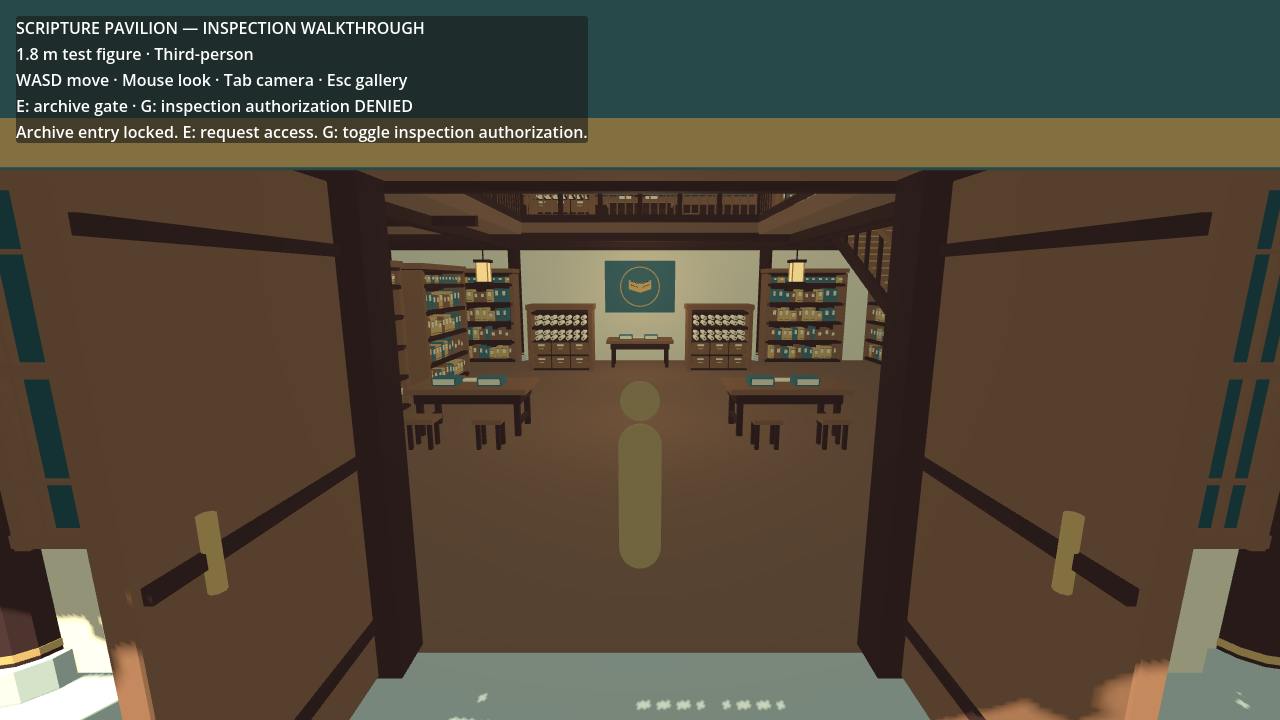 SCRIPTURE PAVILION — INSPECTION WALKTHROUGH
1.8 m test figure · Third-person
WASD move · Mouse look · Tab camera · Esc gallery
E: archive gate · G: inspection authorization DENIED
Archive entry locked. E: request access. G: toggle inspection authorization.